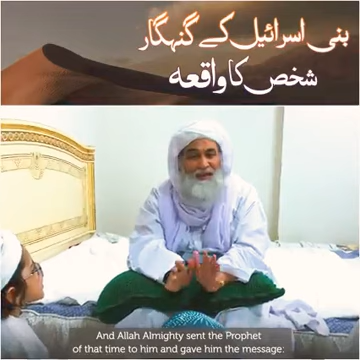 بنی اسرائیل کے گنہگار
شخص کا واقعہ
And Allah Almighty sent the Prophet
of that time to him and gave him the message: